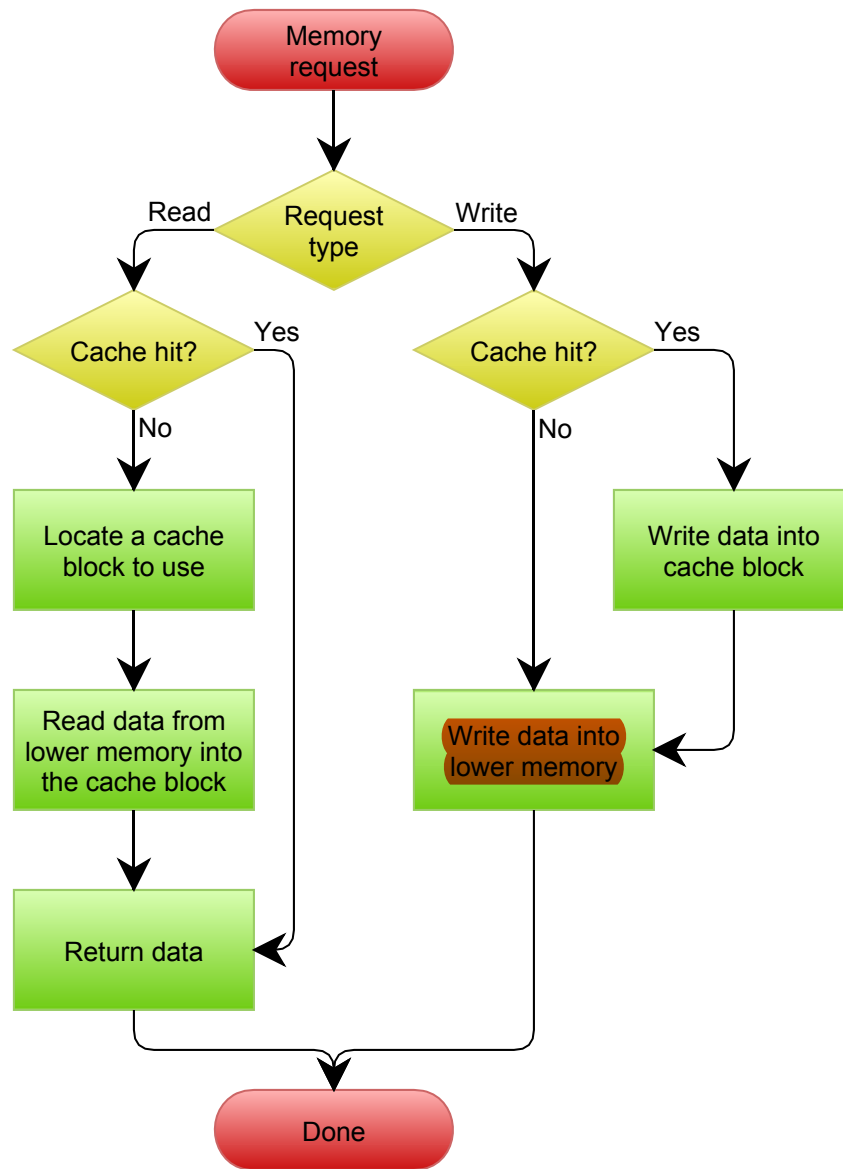 Memory
request
Read
Request
type
Write
Cache hit?
Yes
Cache hit?
Yes
No
No
Locate a cache
block to use
Write data into
cache block
Read data from
lower memory into
the cache block
Write data into
lower memory
Return data
Done